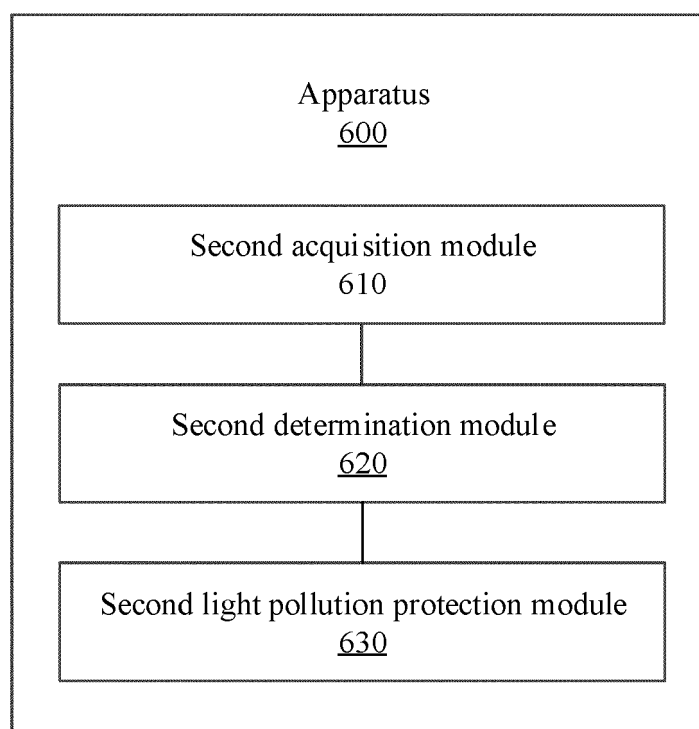 Apparatus
600
Second acquisition module
610
Second determination module
620
Second light pollution protection module
630